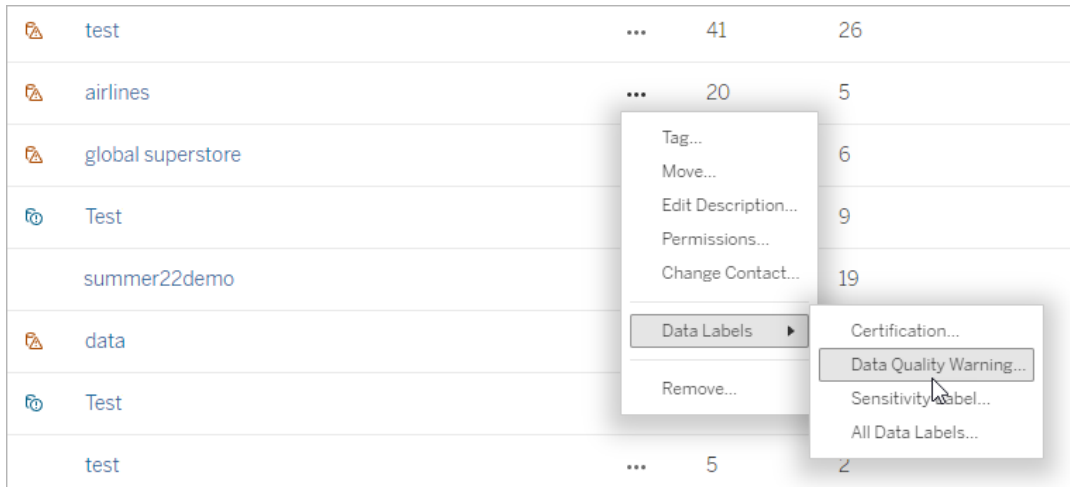 test ... 41 26
airlines ... 20 5
Tag...
global superstore 6
Move...
Edit Description...
Test 9
Permissions...
Change Contact...
summer22demo 19
Data Labels
Certification...
data
Data Quality Warning...
Remove...
Test
Sensitivity Label...
All Data Labels...
test ... 5 2